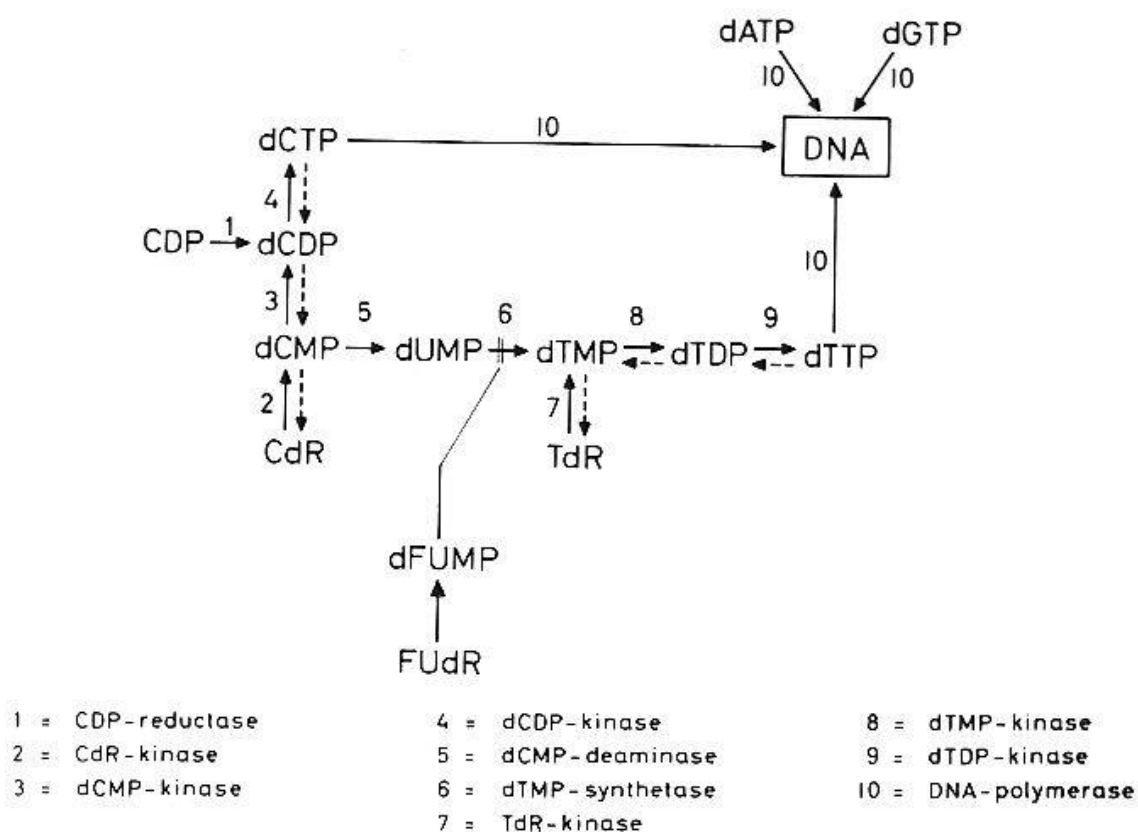 dATP dGTP
10 10
dCTP 10 DNA
4
CDP 1 dCDP
10
3 5 6 8 9
dCMP dUMP dTMP dTDP dTTP
2 7
CdR TdR
dFUMP
FUdR
1 = CDP-reductase 4 = dCDP-kinase 8 = dTMP-kinase
2 = CdR-kinase 5 = dCMP-deaminase 9 = dTDP-kinase
3 = dCMP-kinase 6 = dTMP-synthetase 10 = DNA-polymerase
7 = TdR-kinase